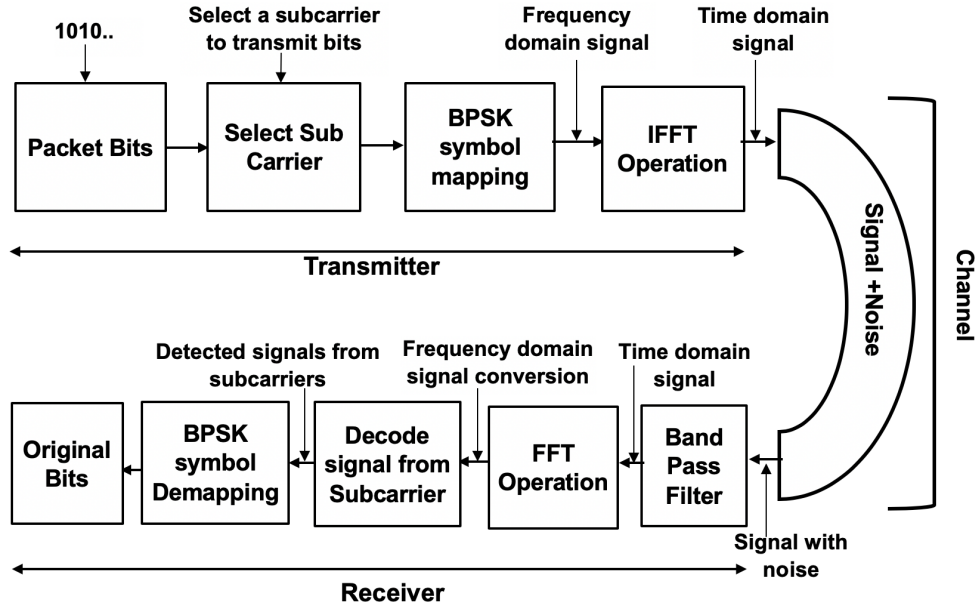 1010..
Select a subcarrier
to transmit bits
Frequency
domain signal
Time domain
signal
Packet Bits
Select Sub
Carrier
BPSK
symbol
mapping
IFFT
Operation
Transmitter
Signal +Noise
Channel
Detected signals from
subcarriers
Frequency domain
signal conversion
Time domain
signal
Original
Bits
BPSK
symbol
Demapping
Decode
signal from
Subcarrier
FFT
Operation
Band
Pass
Filter
Signal with
noise
Receiver